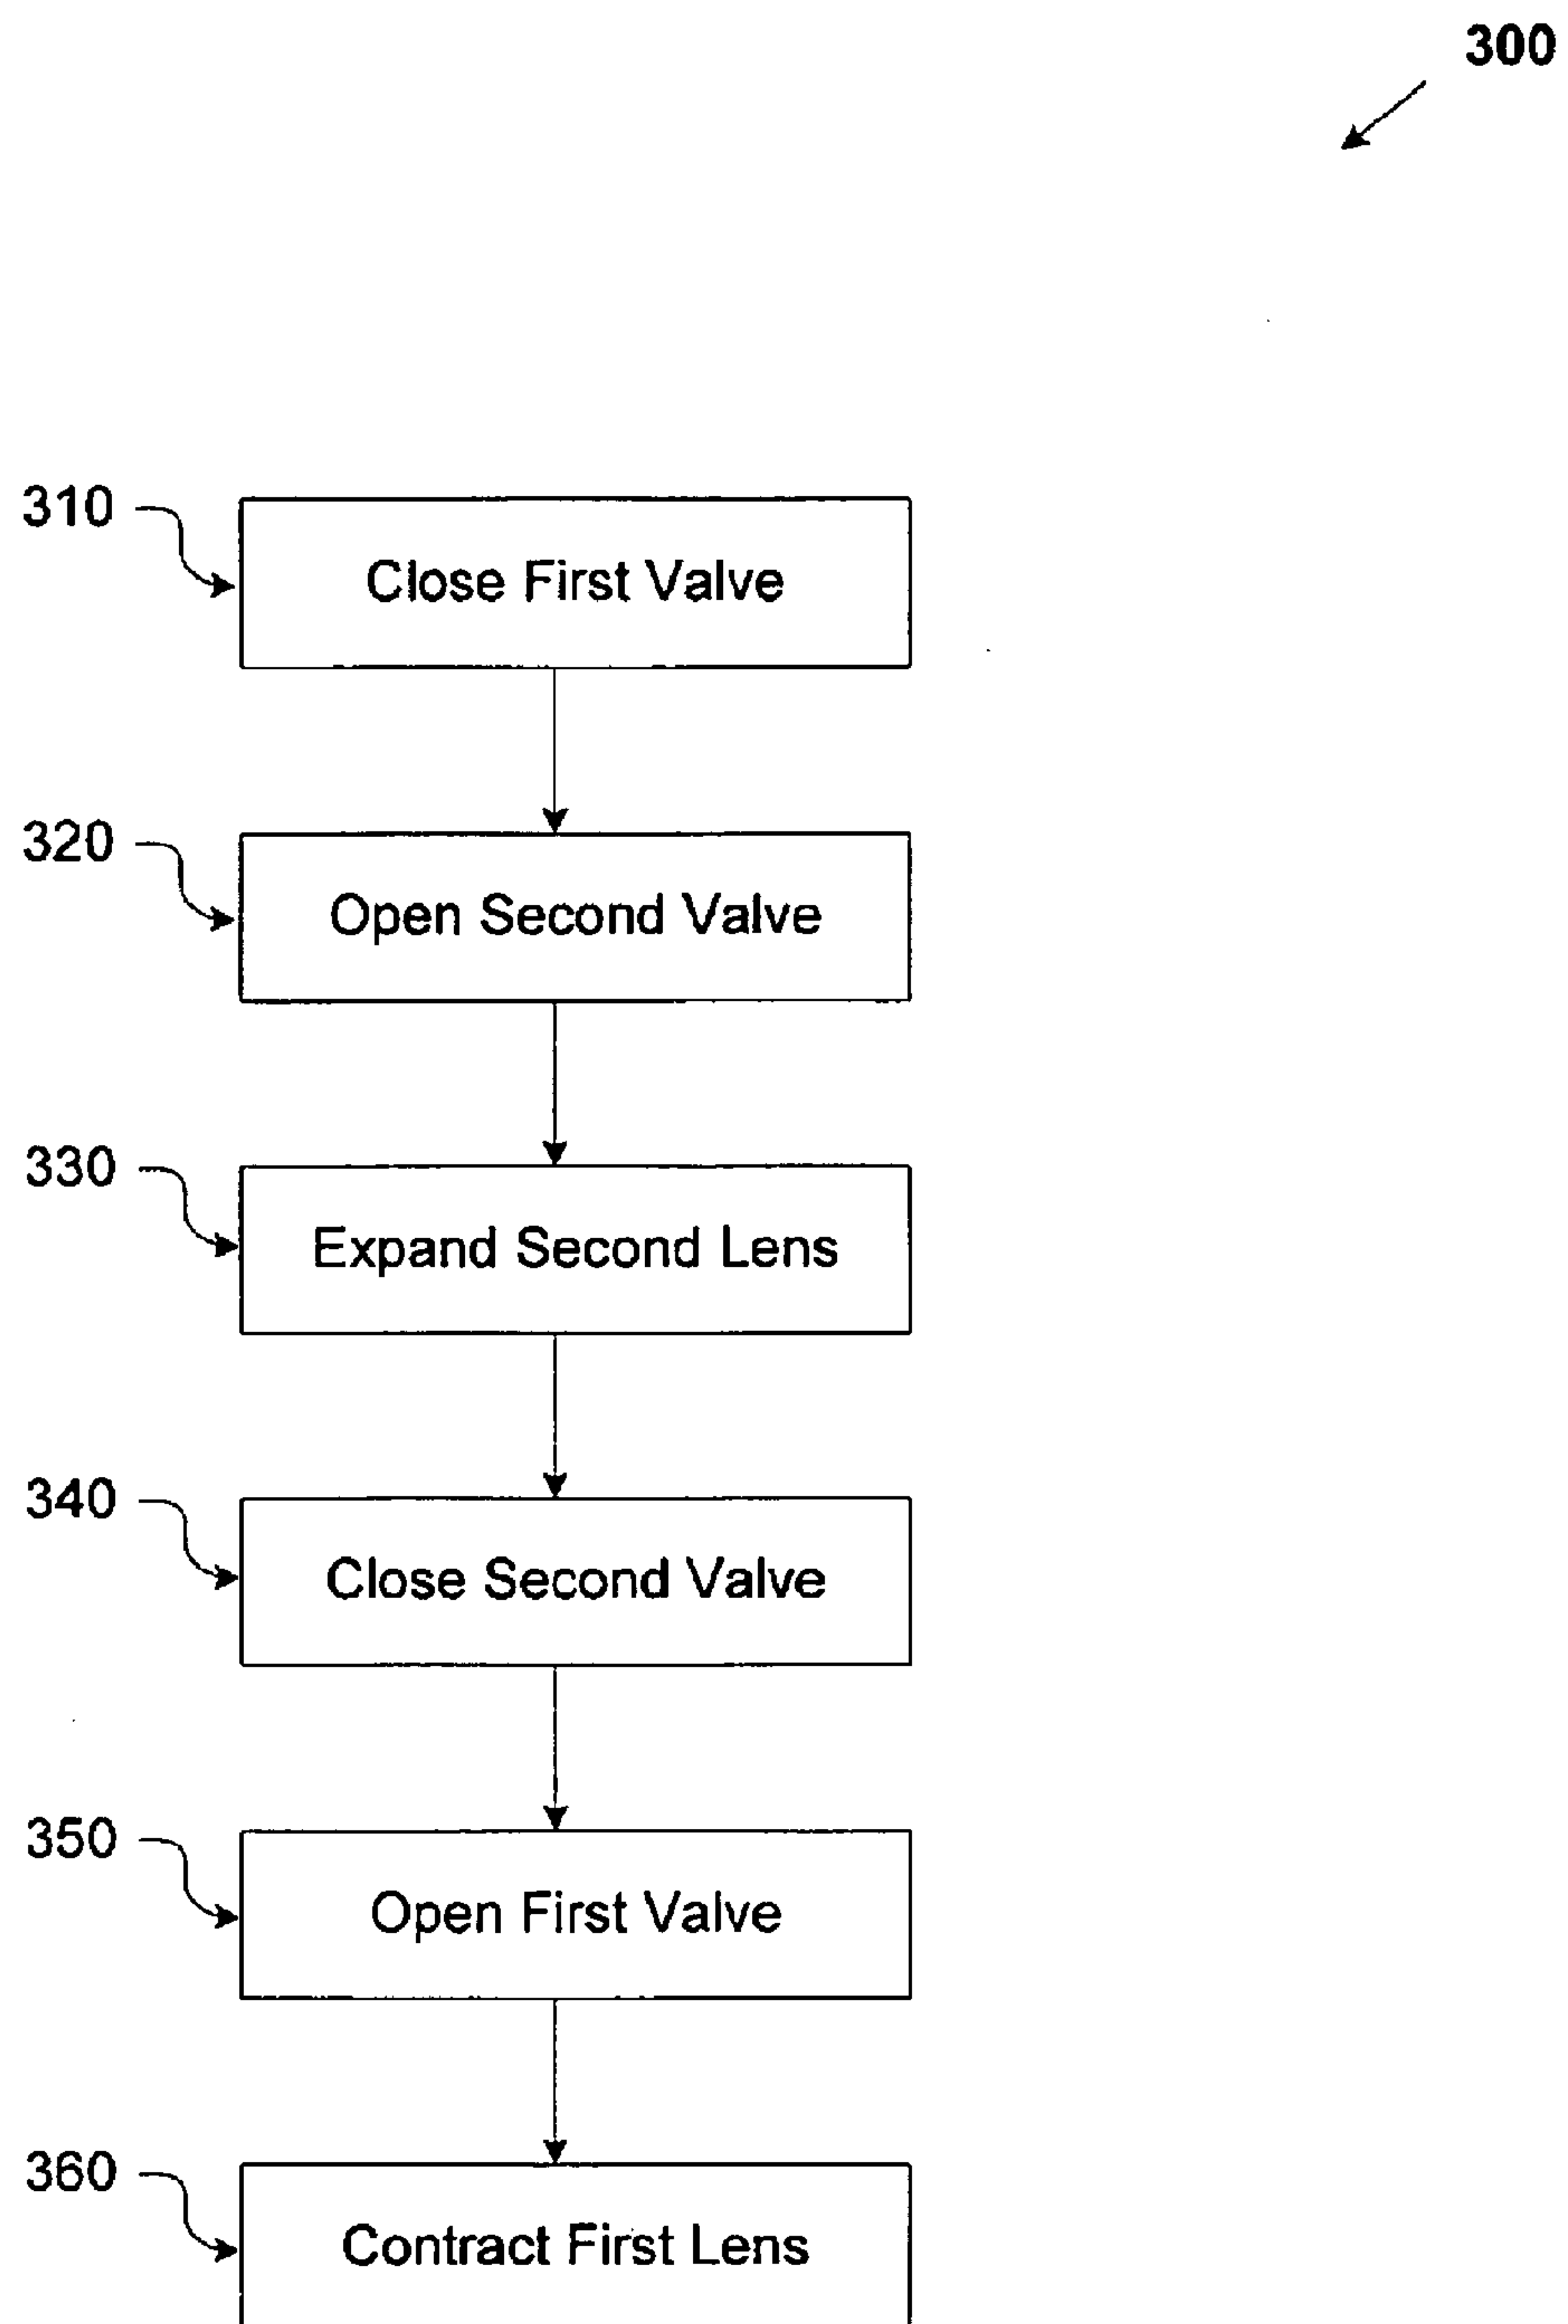 300
310
Close First Valve
320
Open Second Valve
330
Expand Second Lens
340
Close Second Valve
350
Open First Valve
360
Contract First Lens